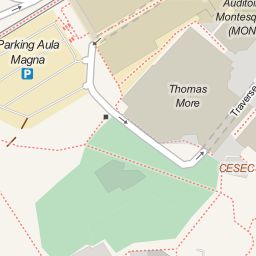 Parking Aula
Magna
P
Auditoi
Montesq
(MON
Thomas
More
Traverse
CESEC